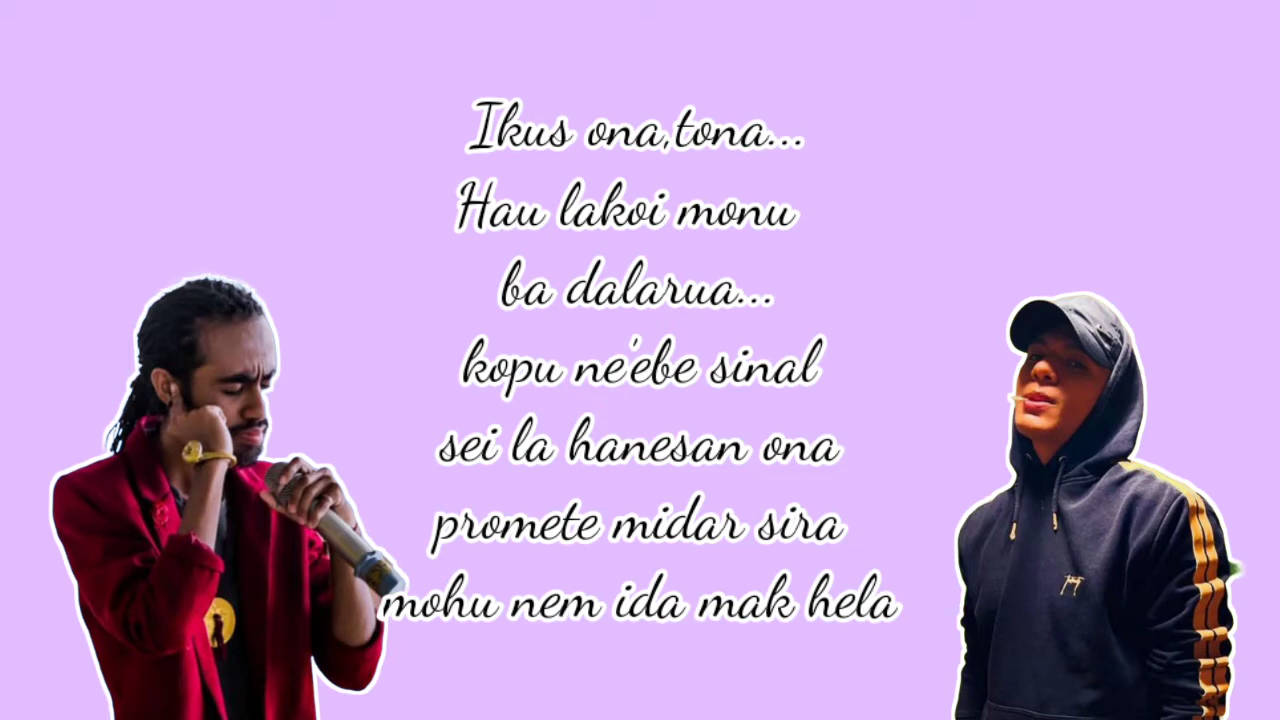 Ikus ona,tona...
Hau lakoi monu
ba dalarua...
kopu ne'ébe sinal
sei la hanesan ona
promete midar sira
mohu nem ida mak hela